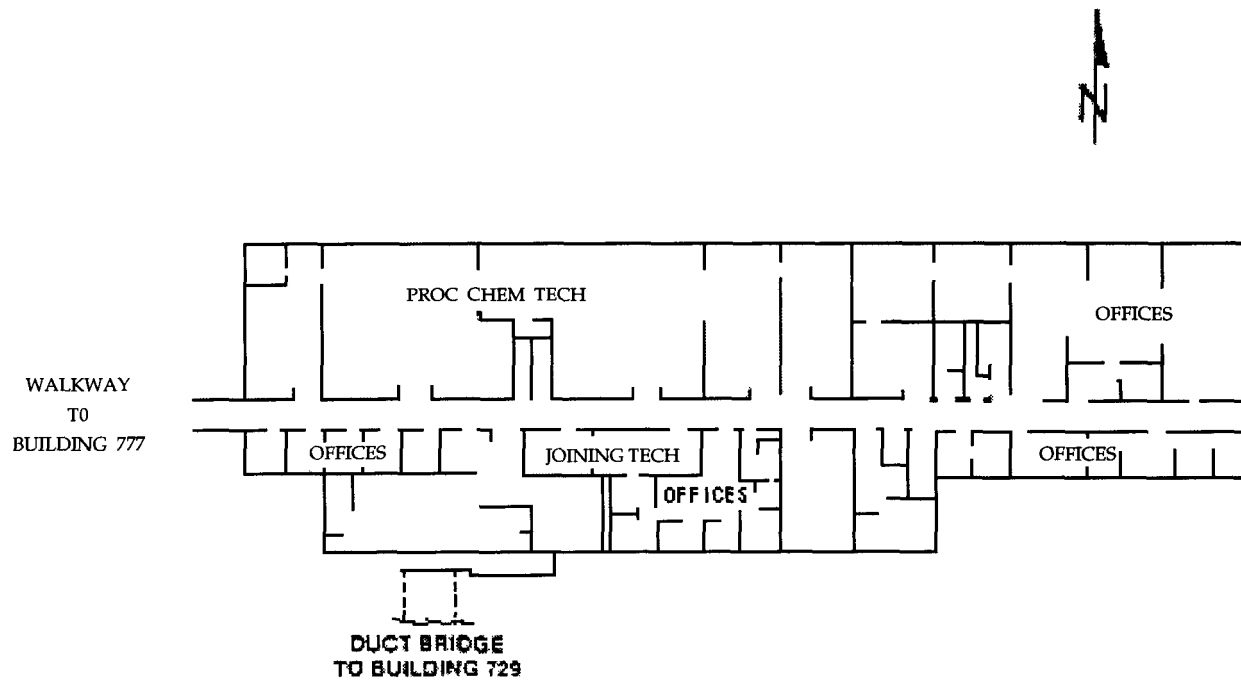 N
PROC CHEM TECH
OFFICES
WALKWAY
TO
BUILDING 777
OFFICES
JOINING TECH
OFFICES
OFFICES
DUCT BRIDGE
TO BUILDING 729